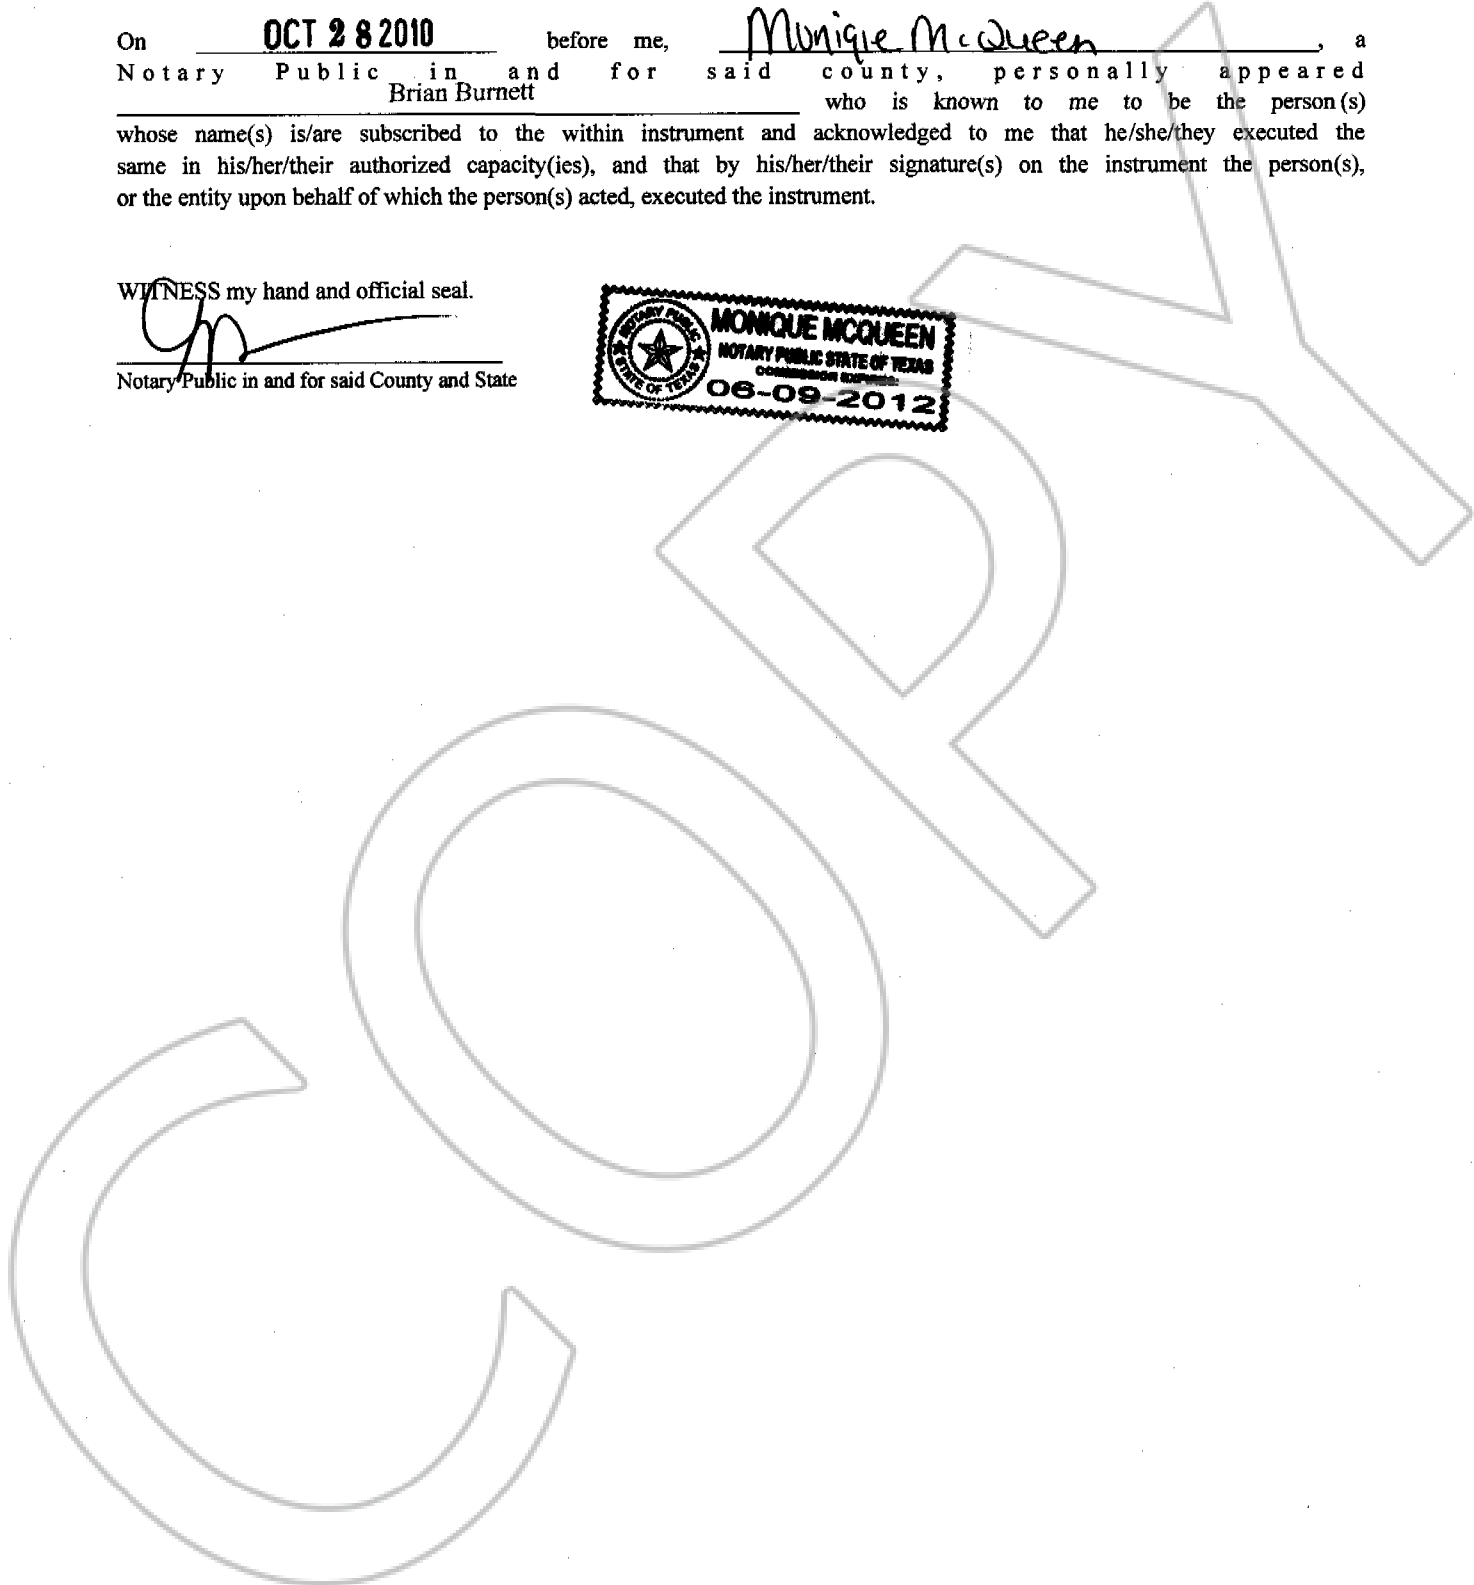 On OCT 28 2010 before me, Monique McQueen, a
Notary Public in and for said county, personally appeared
Brian Burnett who is known to me to be the person(s)
whose name(s) is/are subscribed to the within instrument and acknowledged to me that he/she/they executed the
same in his/her/their authorized capacity(ies), and that by his/her/their signature(s) on the instrument the person(s),
or the entity upon behalf of which the person(s) acted, executed the instrument.
WITNESS my hand and official seal.
Notary Public in and for said County and State
NOTARY PUBLIC
STATE OF TEXAS
MONIQUE MCQUEEN
NOTARY PUBLIC STATE OF TEXAS
COMMISSION EXPIRES:
06-09-2012
COPY